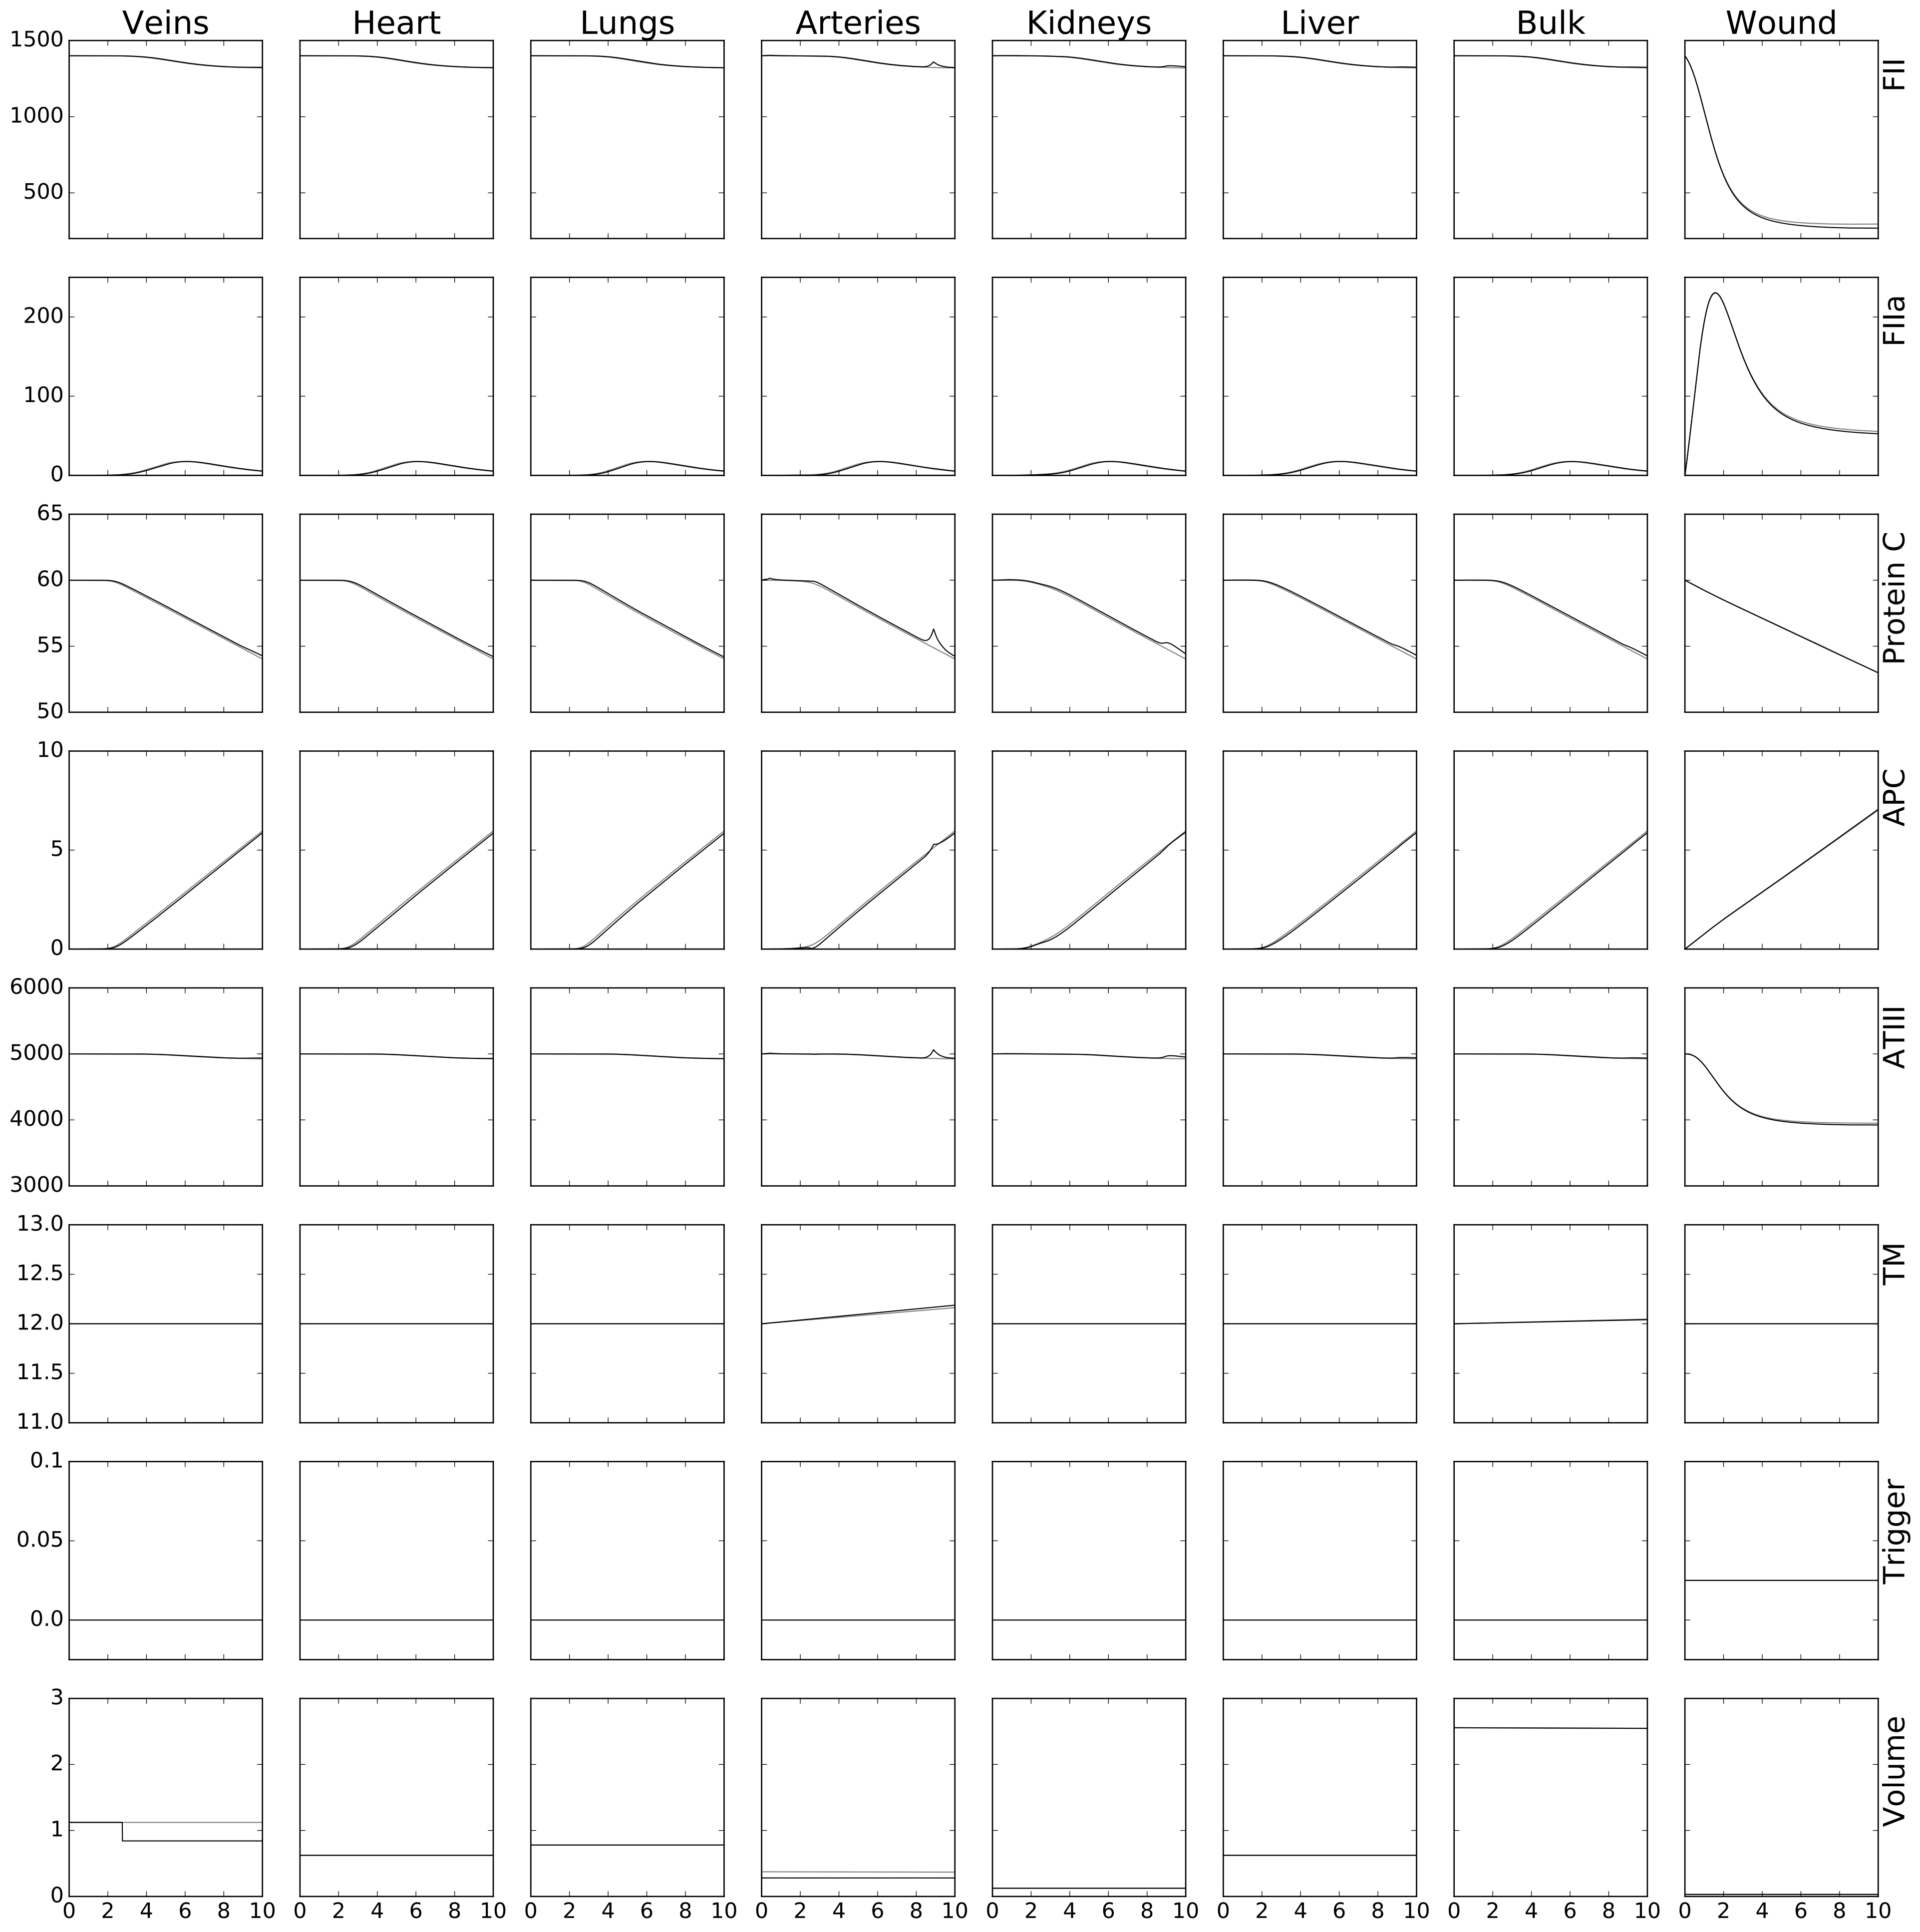 Veins Heart Lungs Arteries Kidneys Liver Bulk Wound
1500
1000
500
FII
200
100
0
FIIa
65
60
55
50
Protein C
10
5
0
APC
6000
5000
4000
3000
ATIII
13.0
12.5
12.0
11.5
11.0
TM
0.1
0.05
0.0
Trigger
3
2
1
0
Volume
0 2 4 6 8 10 0 2 4 6 8 10 0 2 4 6 8 10 0 2 4 6 8 10 0 2 4 6 8 10 0 2 4 6 8 10 0 2 4 6 8 10 0 2 4 6 8 10